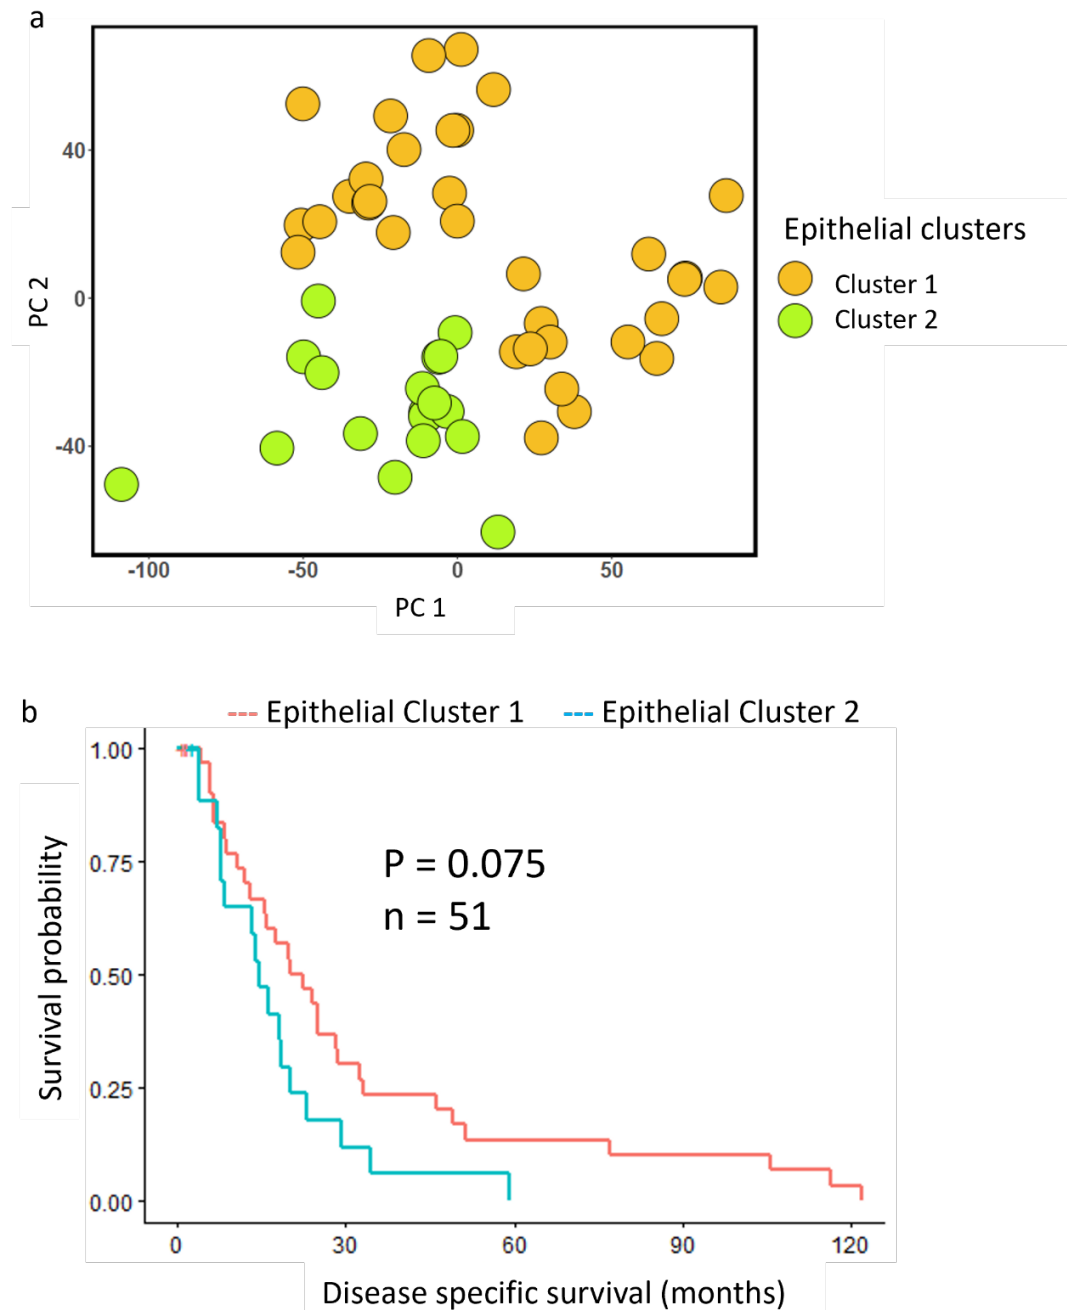 a
40
0
-40
PC 2
-100 -50 0 50
PC 1
Epithelial clusters
Cluster 1
Cluster 2
b
Epithelial Cluster 1 Epithelial Cluster 2
1.00
0.75
0.50
0.25
0.00
Survival probability
P = 0.075
n = 51
0 30 60 90 120
Disease specific survival (months)